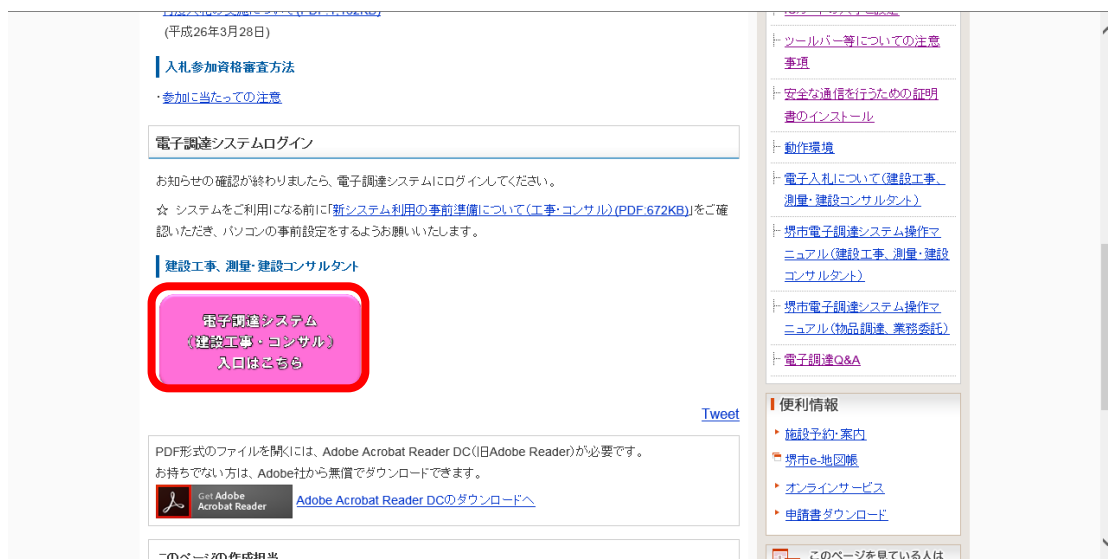 (平成26年3月28日)
入札参加資格審査方法
・参加に当たっての注意
電子調達システムログイン
お知らせの確認が終わりましたら、電子調達システムにログインしてください。
☆ システムをご利用になる前に「新システム利用の事前準備について(工事・コンサル)(PDF:672KB)」をご確
認いただき、パソコンの事前設定をするようお願いいたします。
建設工事、測量・建設コンサルタント
電子調達システム
(建設工事・コンサル)
入口はこちら
Tweet
PDF形式のファイルを開くには、Adobe Acrobat Reader DC(旧Adobe Reader)が必要です。
お持ちでない方は、Adobe社から無償でダウンロードできます。
Get Adobe
Acrobat Reader
Adobe Acrobat Reader DCのダウンロードへ
このページの作成担当
ツールバー等についての注意
事項
安全な通信を行うための証明
書のインストール
動作環境
電子入札について(建設工事、
測量・建設コンサルタント)
堺市電子調達システム操作マ
ニュアル(建設工事、測量・建設
コンサルタント)
堺市電子調達システム操作マ
ニュアル(物品調達、業務委託)
電子調達Q&A
便利情報
施設予約・案内
堺市e-地図帳
オンラインサービス
申請書ダウンロード
このページを見ている人は